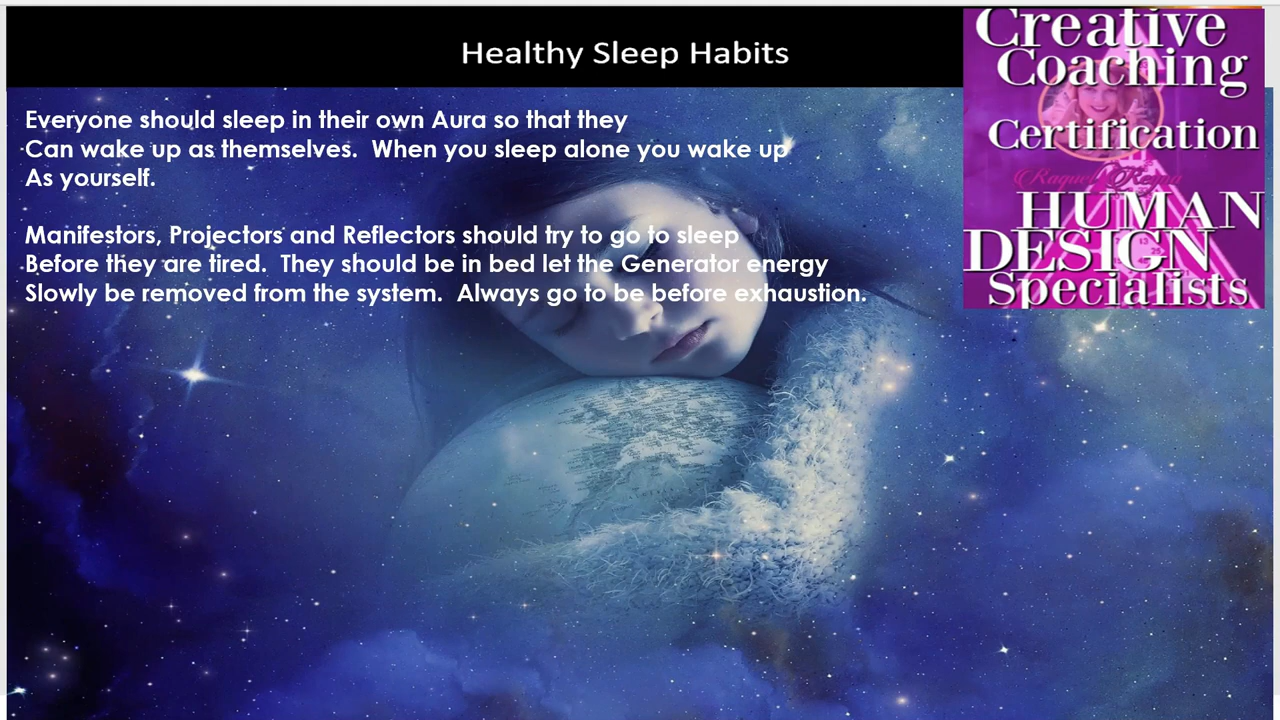 Healthy Sleep Habits
Everyone should sleep in their own Aura so that they
Can wake up as themselves.  When you sleep alone you wake up
As yourself.
Manifestors, Projectors and Reflectors should try to go to sleep
Before they are tired.  They should be in bed let the Generator energy
Slowly be removed from the system.  Always go to be before exhaustion.
Creative
Coaching
Certification
HUMAN
DESIGN
Specialists